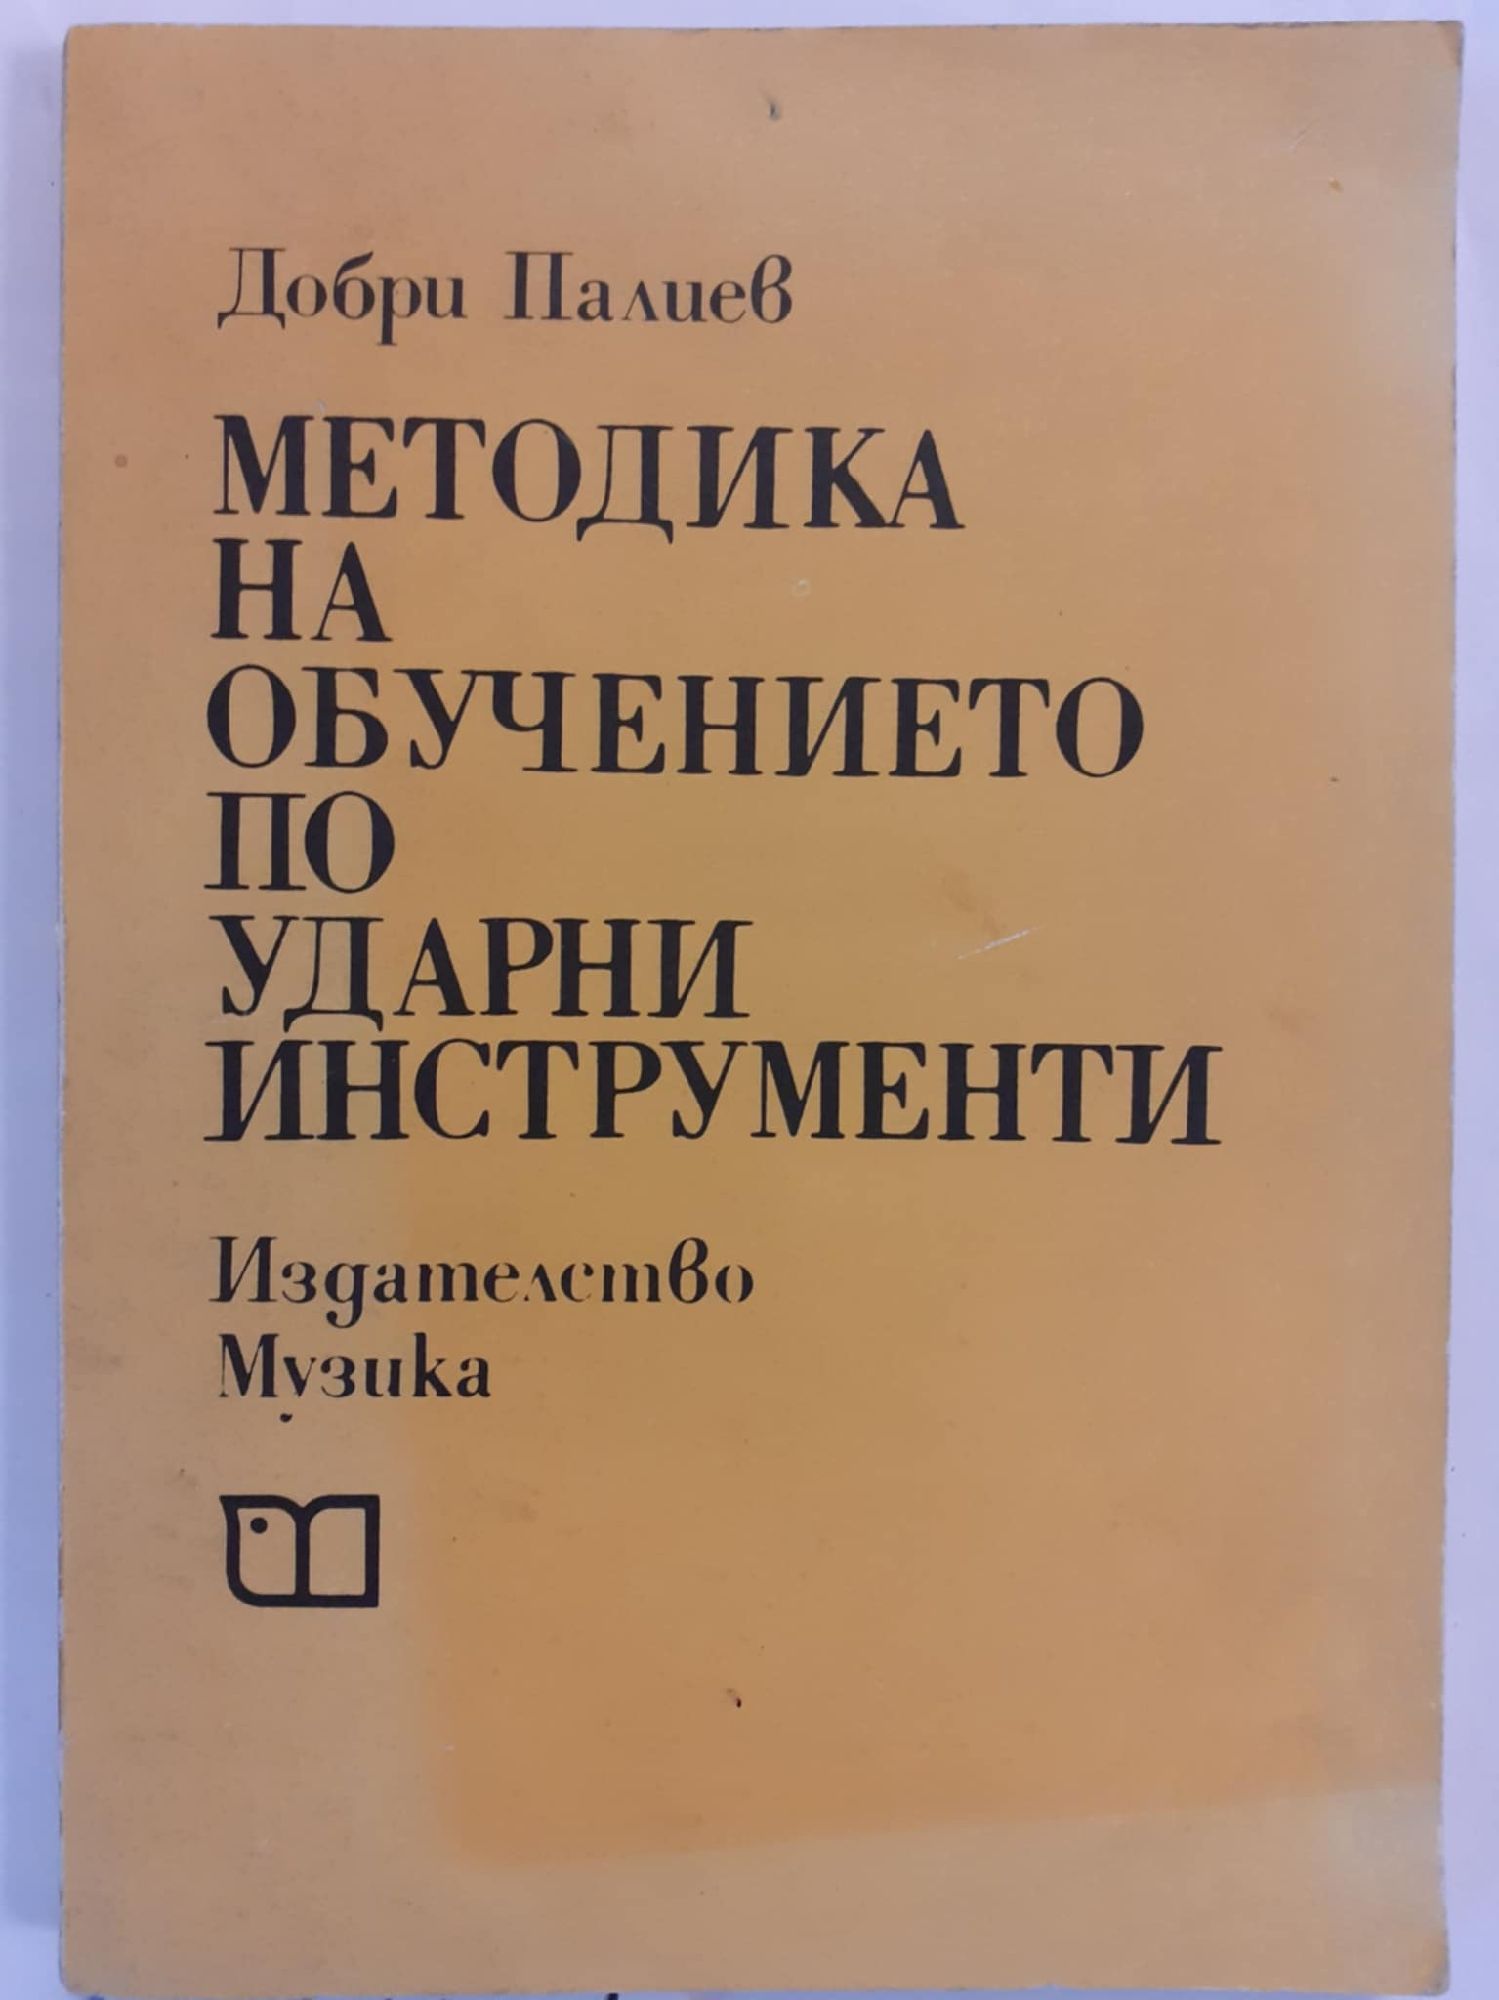 Добри Палиев
МЕТОДИКА
НА
ОБУЧЕНИЕТО
ПО
УДАРНИ
ИНСТРУМЕНТИ
Издателство
Музика